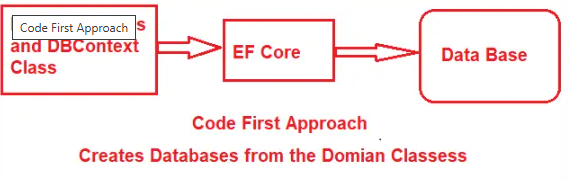 Code First Approach
s
and DBContext
Class
EF Core
Data Base
Code First Approach
Creates Databases from the Domian Classess